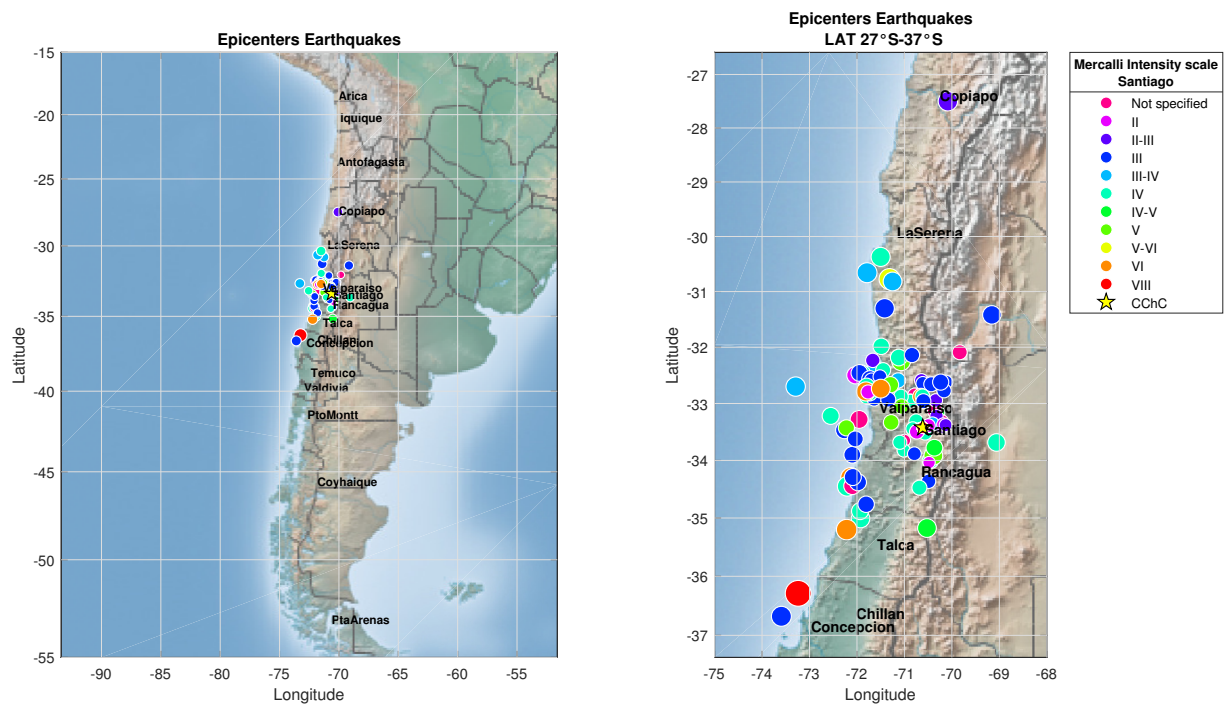 Epicenters Earthquakes
-15
-20
-25
-30
-35
-40
-45
-50
-55
Latitude
Arica
Iquique
Antofagasta
Copiapo
LaSerena
Valparaiso
Santiago
Rancagua
Talca
Chillan
Concepcion
Temuco
Valdivia
PtoMontt
Coyhaique
PtaArenas
-90 -85 -80 -75 -70 -65 -60 -55
Longitude
Epicenters Earthquakes
LAT 27°S-37°S
-27
-28
-29
-30
-31
-32
-33
-34
-35
-36
-37
Latitude
Copiapo
LaSerena
Valparaiso
Santiago
Rancagua
Talca
Chillan
Concepcion
-75 -74 -73 -72 -71 -70 -69 -68
Longitude
Mercalli Intensity scale
Santiago
Not specified
II
II-III
III
III-IV
IV
IV-V
V
V-VI
VI
VIII
CChC